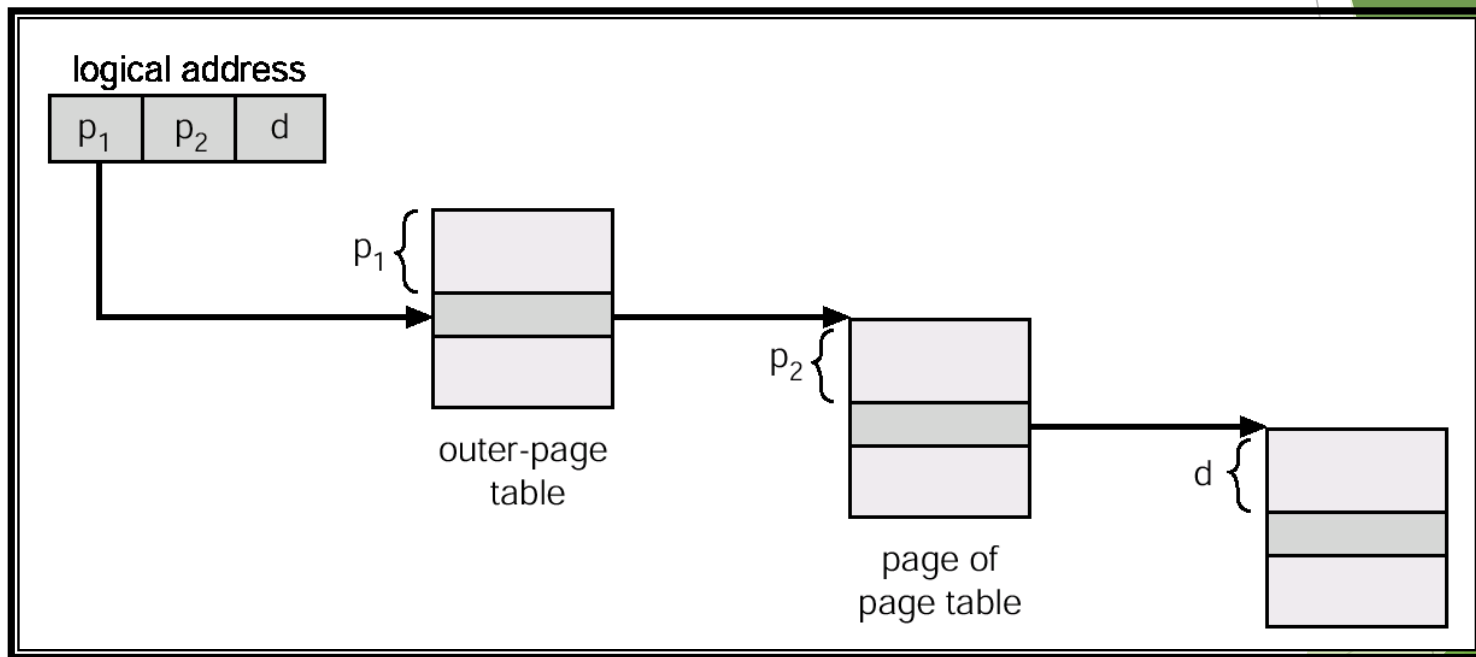 logical address
p₁ p₂ d
p₁
outer-page
table
p₂
page of
page table
d